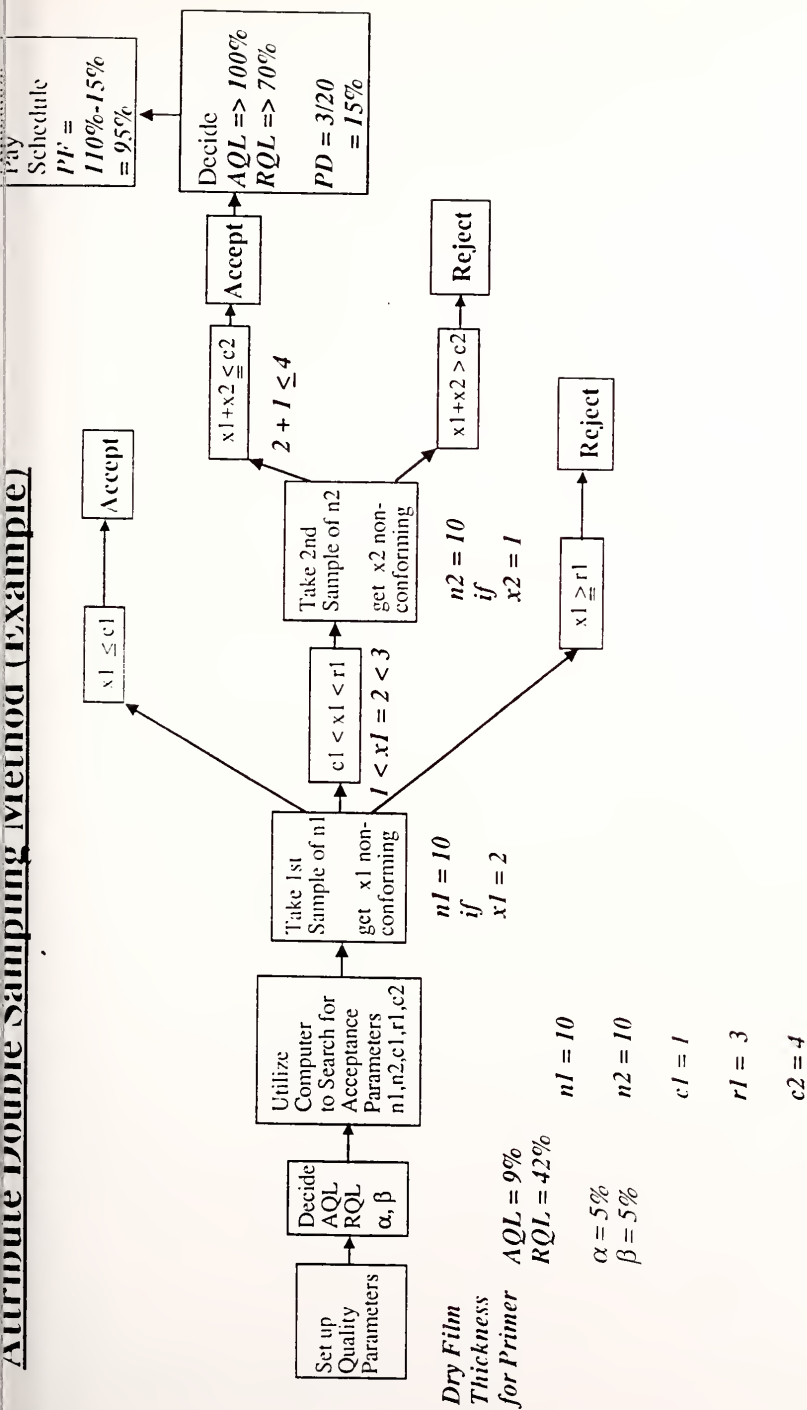 Attribute Double Sampling Method (Example)
Set up
Quality
Parameters
Dry Film
Thickness
for Primer
Decide
AQL
RQL
α, β
AQL = 9%
RQL = 42%
α = 5%
β = 5%
Utilize
Computer
to Search for
Acceptance
Parameters
n1,n2,c1,r1,c2
n1 = 10
n2 = 10
c1 = 1
r1 = 3
c2 = 4
Take 1st
Sample of n1
get x1 non-
conforming
n1 = 10
if
x1 = 2
x1 ≤ c1
Accept
c1 < x1 < r1
1 < x1 = 2 < 3
x1 ≥ r1
Reject
Take 2nd
Sample of n2
get x2 non-
conforming
n2 = 10
if
x2 = 1
x1+x2 ≤ c2
2 + 1 ≤ 4
Accept
x1+x2 > c2
Reject
Decide
AQL => 100%
RQL => 70%
PD = 3/20
= 15%
Pay
Schedule
PF =
110%-15%
= 95%